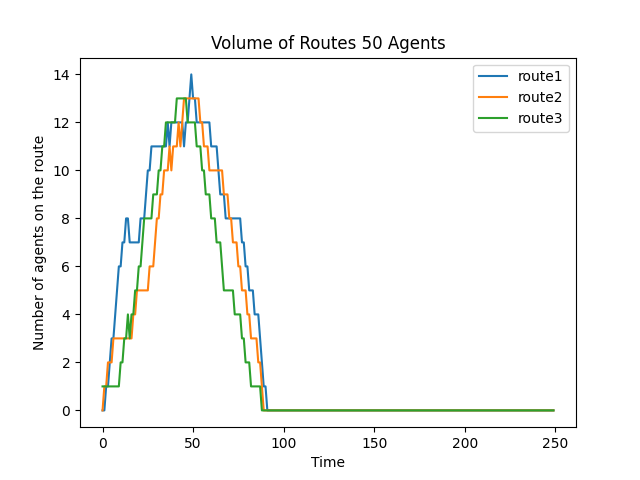 Volume of Routes 50 Agents
route1
route2
route3
Number of agents on the route
14
12
10
8
6
4
2
0
0 50 100 150 200 250
Time